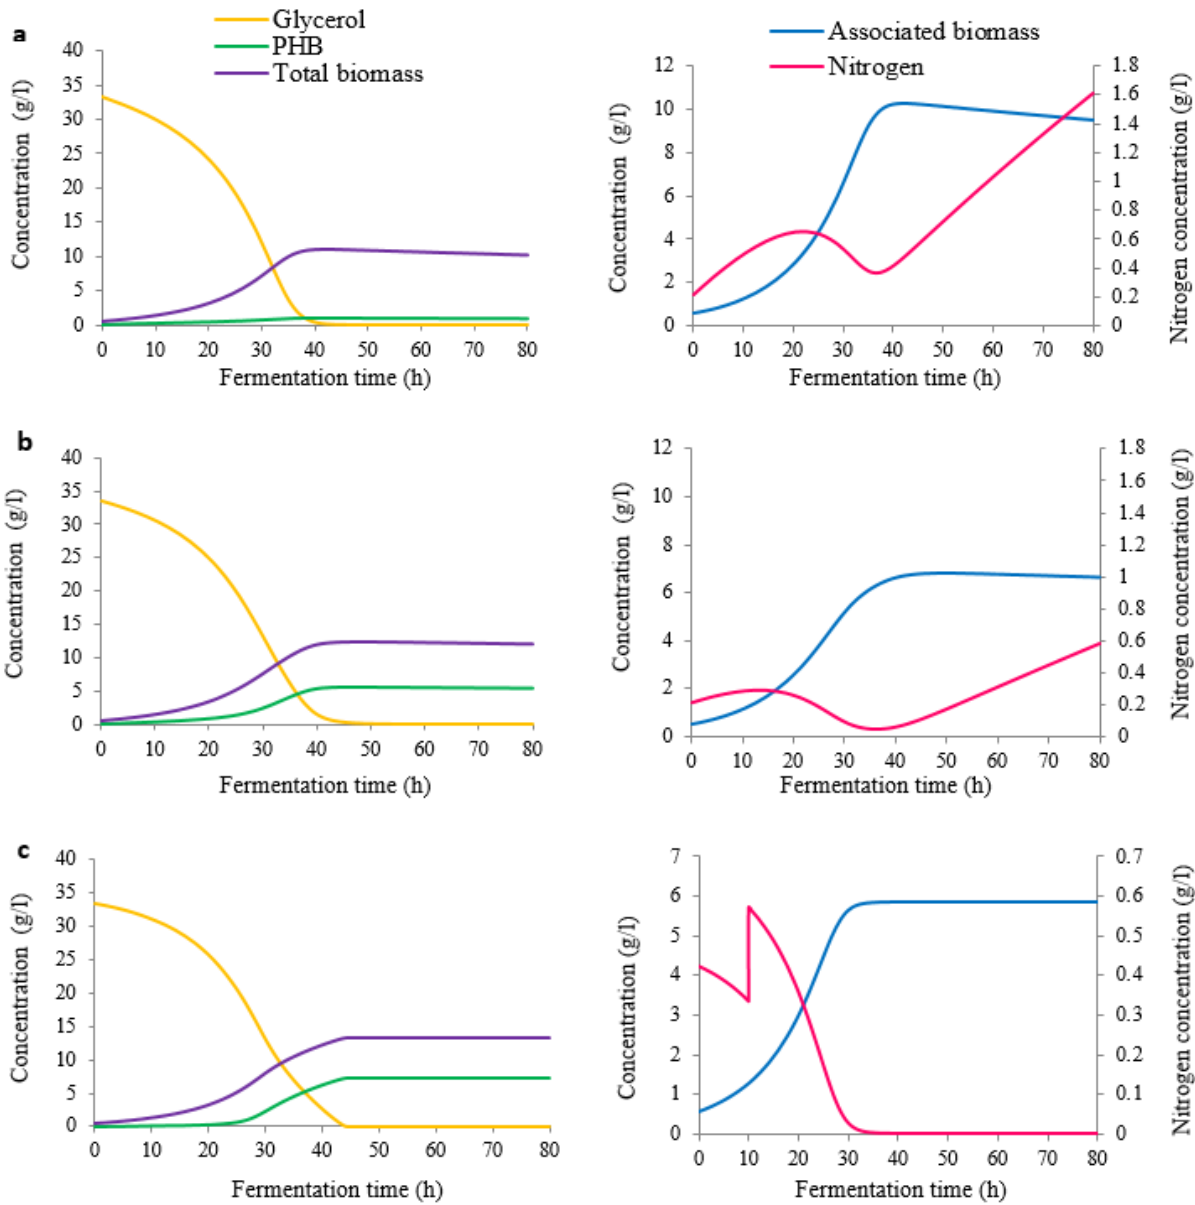 a
Glycerol
PHB
Total biomass
Concentration (g/l)
40
35
30
25
20
15
10
5
0
0 10 20 30 40 50 60 70 80
Fermentation time (h)
Associated biomass
Nitrogen
Concentration (g/l)
12
10
8
6
4
2
0
1.8
1.6
1.4
1.2
1
0.8
0.6
0.4
0.2
0
Nitrogen concentration (g/l)
0 10 20 30 40 50 60 70 80
Fermentation time (h)
b
Concentration (g/l)
40
35
30
25
20
15
10
5
0
0 10 20 30 40 50 60 70 80
Fermentation time (h)
Concentration (g/l)
12
10
8
6
4
2
0
1.8
1.6
1.4
1.2
1
0.8
0.6
0.4
0.2
0
Nitrogen concentration (g/l)
0 10 20 30 40 50 60 70 80
Fermentation time (h)
c
Concentration (g/l)
40
35
30
25
20
15
10
5
0
0 10 20 30 40 50 60 70 80
Fermentation time (h)
Concentration (g/l)
7
6
5
4
3
2
1
0
0.7
0.6
0.5
0.4
0.3
0.2
0.1
0
Nitrogen concentration (g/l)
0 10 20 30 40 50 60 70 80
Fermentation time (h)